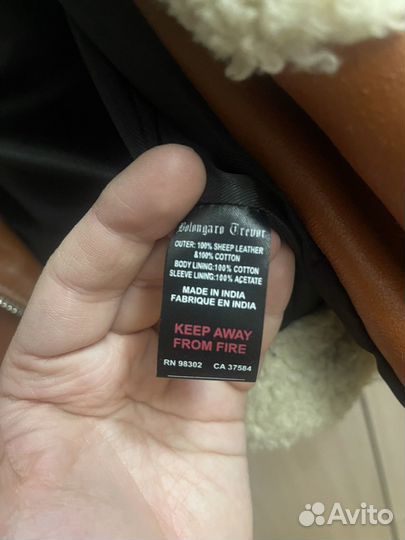 Bolongaro Trevor
OUTER: 100% SHEEP LEATHER
&100% COTTON
BODY LINING:100% COTTON
SLEEVE LINING:100% ACETATE
MADE IN INDIA
FABRIQUE EN INDIA
KEEP AWAY
FROM FIRE
RN 98302 CA 37584
Avito